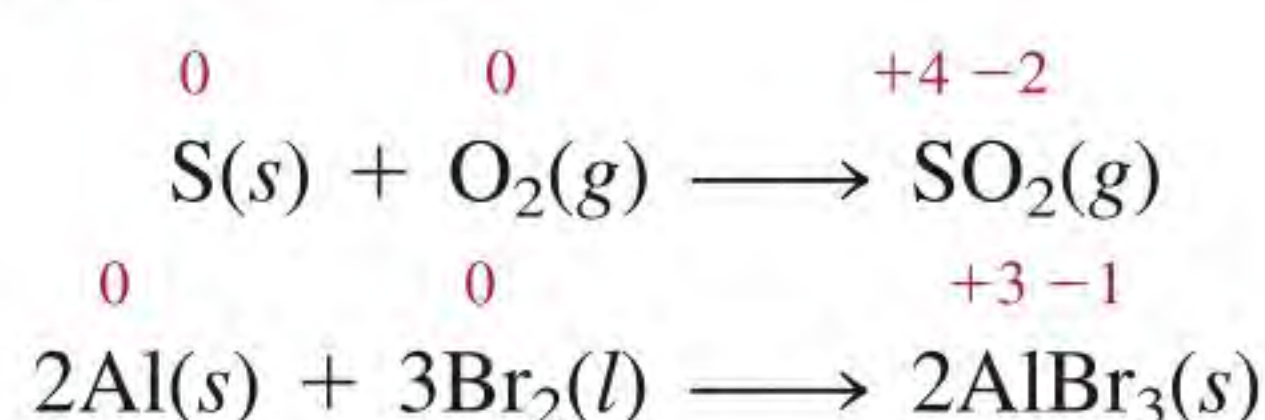 0 0 +4 −2
S(s) + O₂(g) ⟶ SO₂(g)
0 0 +3 −1
2Al(s) + 3Br₂(l) ⟶ 2AlBr₃(s)